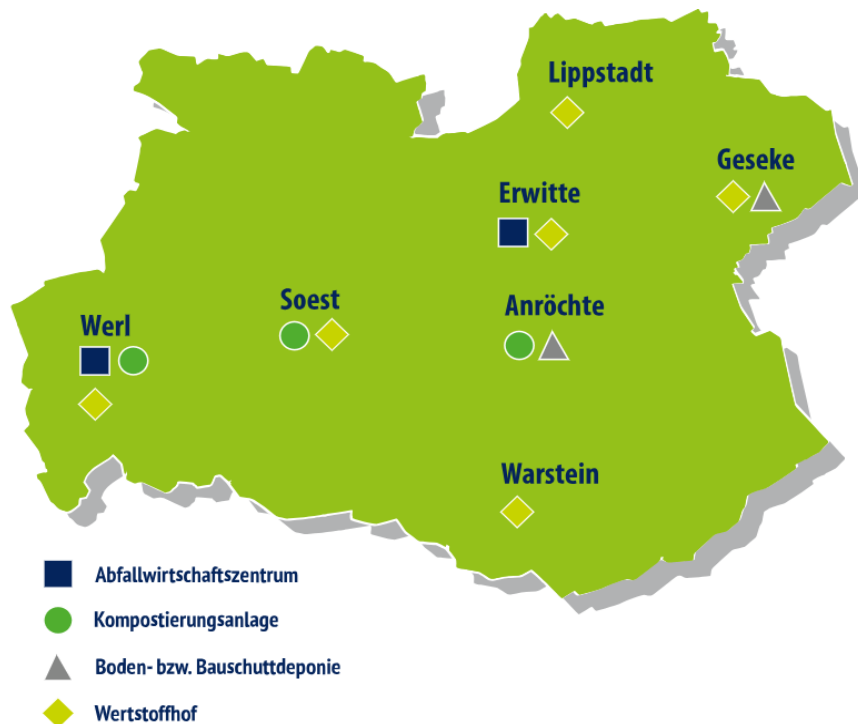 Lippstadt
Geseke
Erwitte
Soest
Anröchte
Werl
Warstein
Abfallwirtschaftszentrum
Kompostierungsanlage
Boden- bzw. Bauschuttdeponie
Wertstoffhof